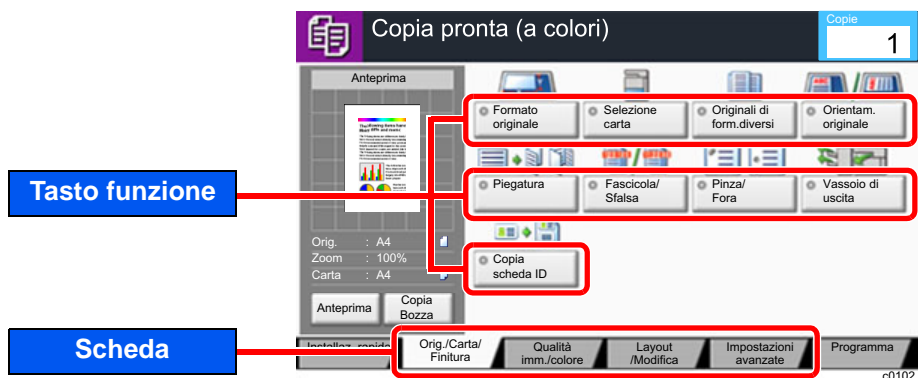 Copia pronta (a colori)
Copie
1
Anteprima
Formato
originale
Selezione
carta
Originali di
form.diversi
Orientam.
originale
Piegatura
Fascicola/
Sfalsa
Pinza/
Fora
Vassoio di
uscita
Tasto funzione
Orig. : A4
Zoom : 100%
Carta : A4
Copia
scheda ID
Anteprima
Copia
Bozza
Scheda
Installaz. rapida
Orig./Carta/
Finitura
Qualità
imm./colore
Layout
/Modifica
Impostazioni
avanzate
Programma
c0102